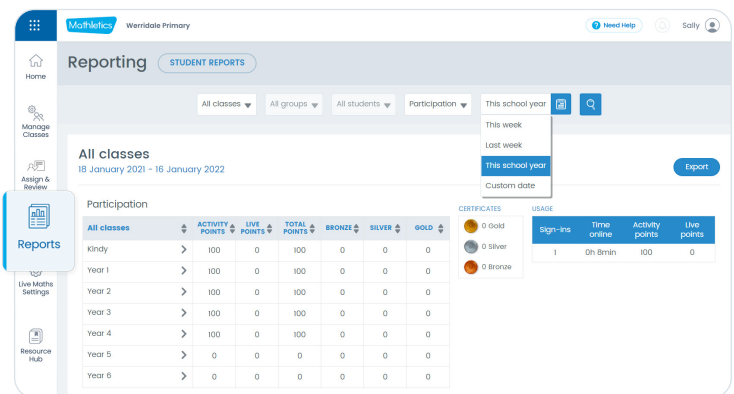 Mathletics Werridale Primary Need Help Sally
Reporting STUDENT REPORTS
Home
All classes All groups All students Participation This school year
This week
Last week
This school year
Custom date
Manage
Classes
All classes
18 January 2021 - 16 January 2022
Export
Assign &
Review
Reports
Live Maths
Settings
Resource
Hub
Participation
All classes ACTIVITY POINTS LIVE POINTS TOTAL POINTS BRONZE SILVER GOLD
Kindy 100 0 100 0 0 0
Year 1 100 0 100 0 0 0
Year 2 100 0 100 0 0 0
Year 3 100 0 100 0 0 0
Year 4 100 0 100 0 0 0
Year 5 0 0 0 0 0 0
Year 6 0 0 0 0 0 0
CERTIFICATES
0 Gold
0 Silver
0 Bronze
USAGE
Sign-ins Time online Activity points Live points
1 0h 8min 100 0